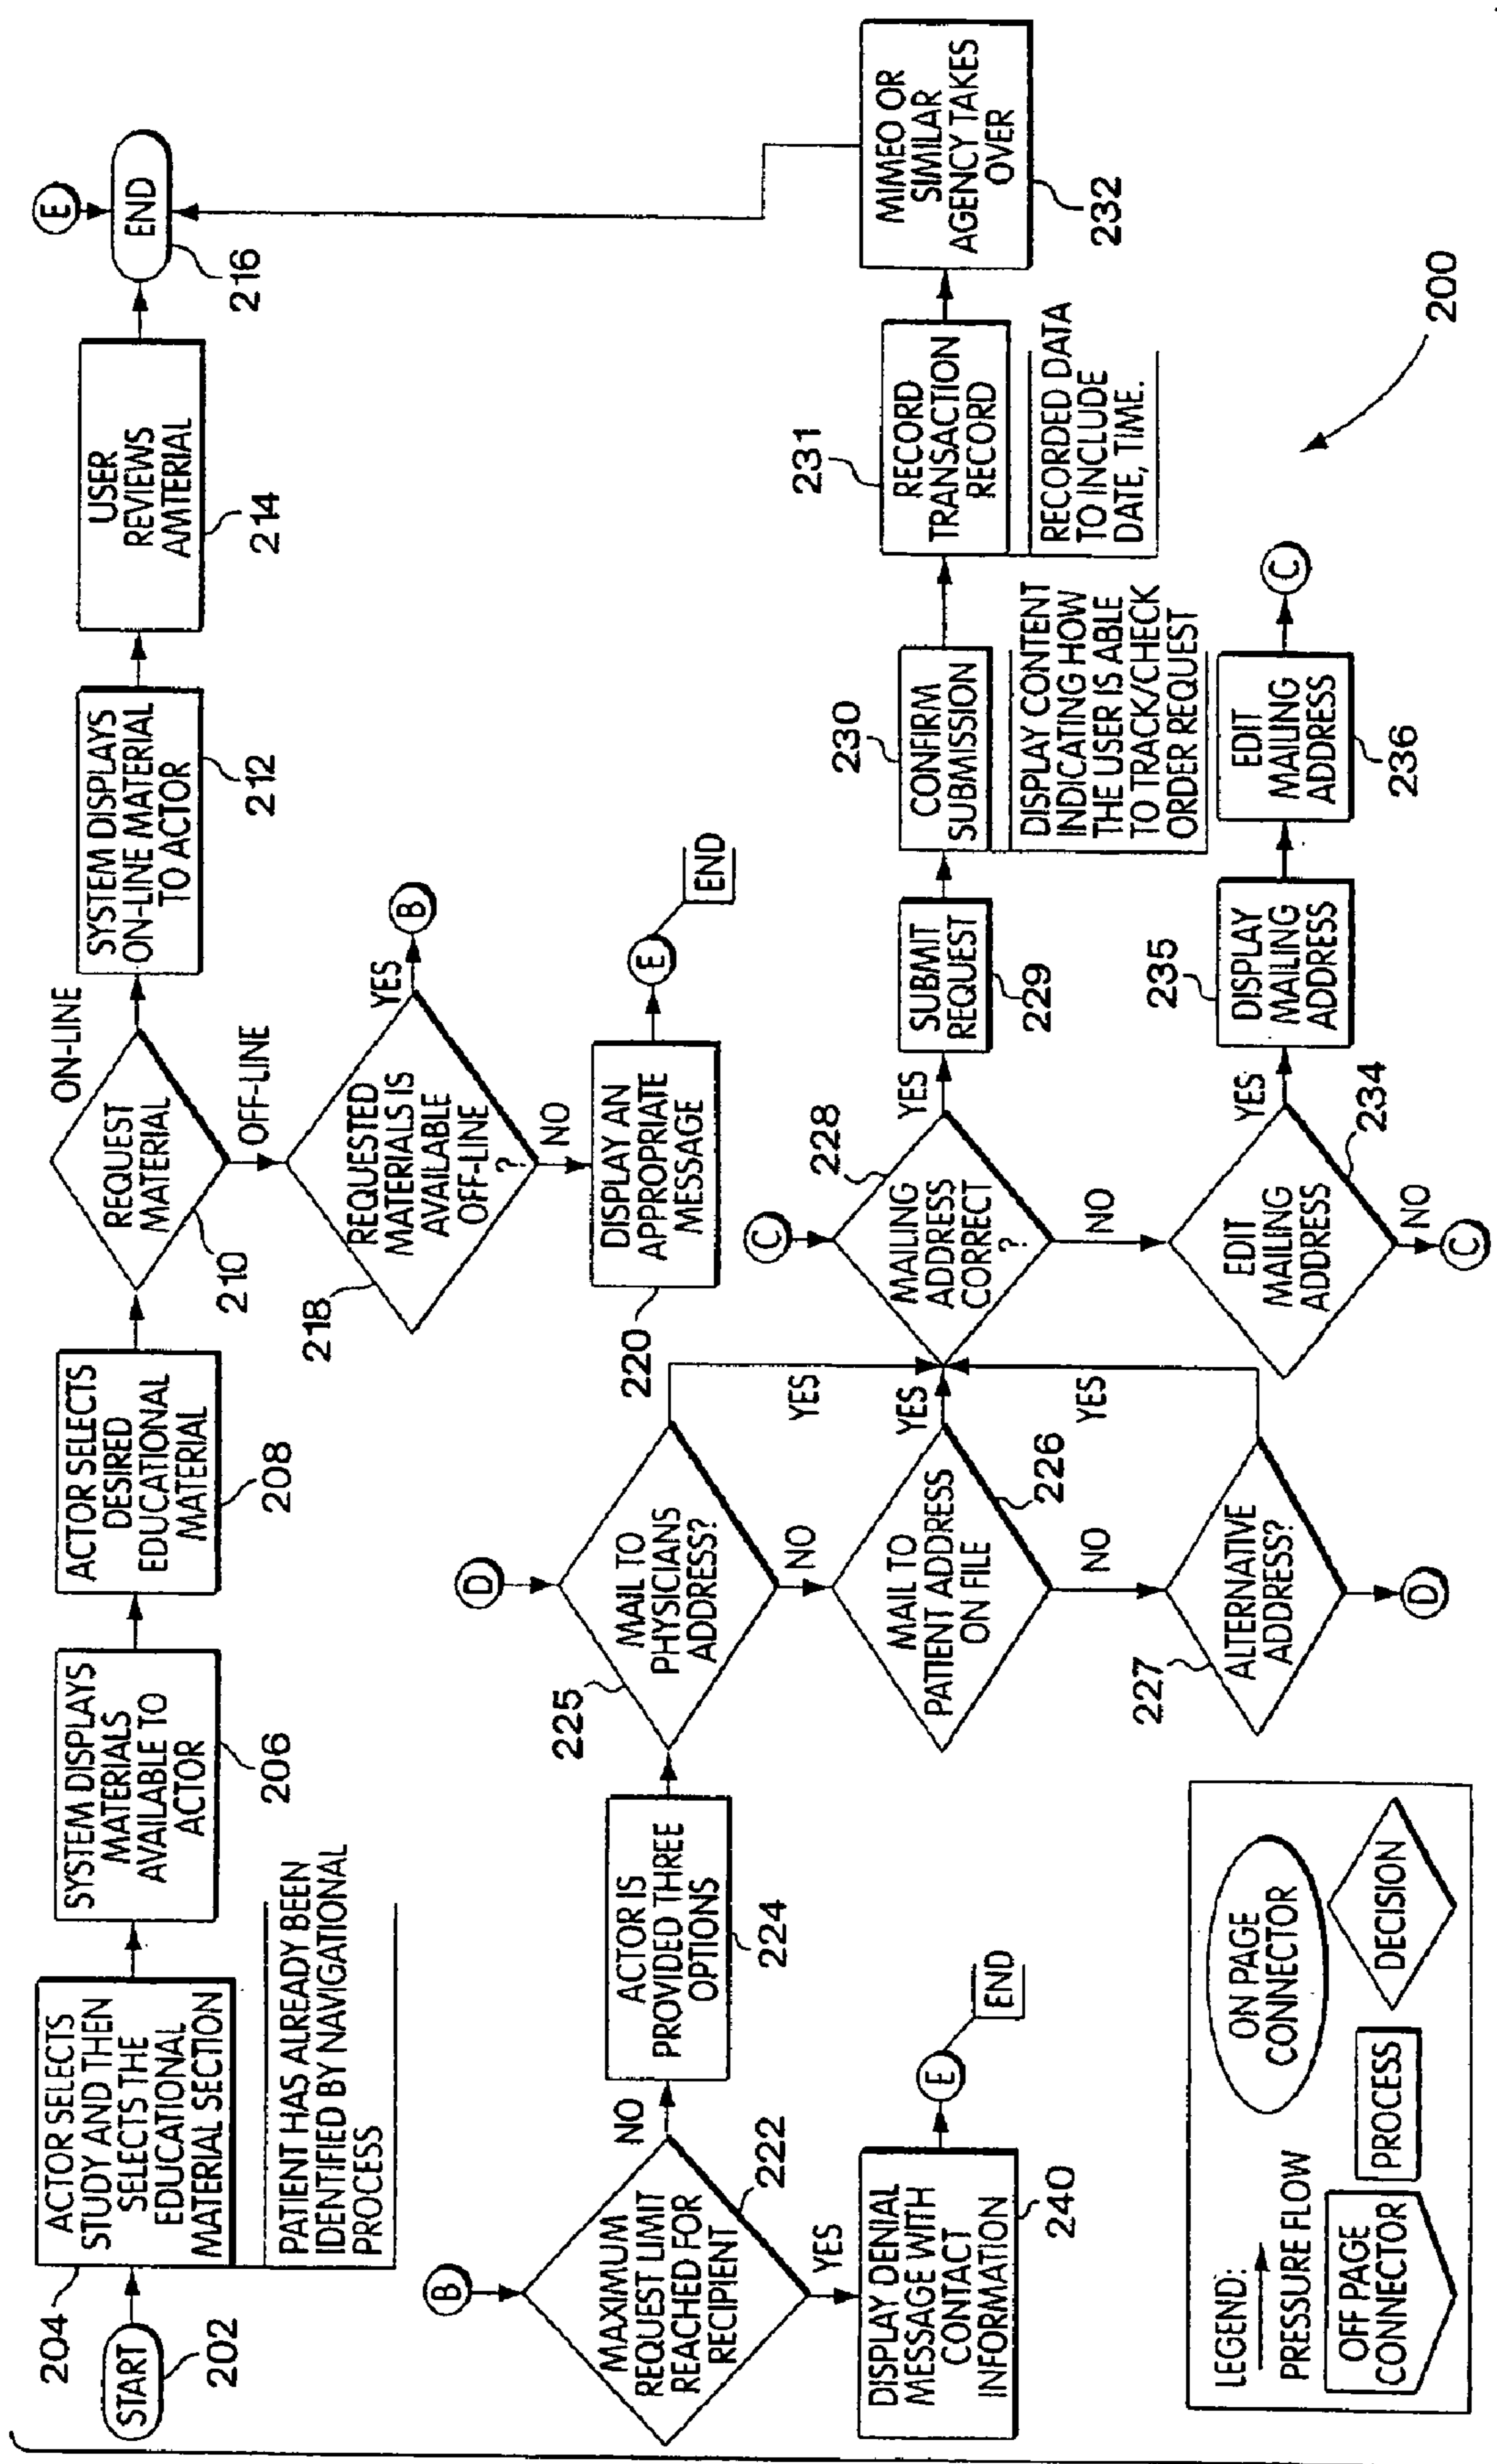 START
202
204
ACTOR SELECTS
STUDY AND THEN
SELECTS THE
EDUCATIONAL
MATERIAL SECTION
PATIENT HAS ALREADY BEEN
IDENTIFIED BY NAVIGATIONAL
PROCESS
SYSTEM DISPLAYS
MATERIALS
AVAILABLE TO
ACTOR
206
ACTOR SELECTS
DESIRED
EDUCATIONAL
MATERIAL
208
REQUEST
MATERIAL
210
ON-LINE
OFF-LINE
SYSTEM DISPLAYS
ON-LINE MATERIAL
TO ACTOR
212
USER
REVIEWS
AMTERIAL
214
E
END
216
REQUESTED
MATERIALS IS
AVAILABLE
OFF-LINE
?
218
YES
B
NO
DISPLAY AN
APPROPRIATE
MESSAGE
220
E
END
B
MAXIMUM
REQUEST LIMIT
REACHED FOR
RECIPIENT
222
NO
YES
DISPLAY DENIAL
MESSAGE WITH
CONTACT
INFORMATION
240
E
END
ACTOR IS
PROVIDED THREE
OPTIONS
224
D
MAIL TO
PHYSICIANS
ADDRESS?
225
YES
NO
MAIL TO
PATIENT ADDRESS
ON FILE
226
YES
NO
ALTERNATIVE
ADDRESS?
227
YES
D
C
MAILING
ADDRESS
CORRECT
?
228
YES
NO
SUBMIT
REQUEST
229
230
CONFIRM
SUBMISSION
DISPLAY CONTENT
INDICATING HOW
THE USER IS ABLE
TO TRACK/CHECK
ORDER REQUEST
231
RECORD
TRANSACTION
RECORD
RECORDED DATA
TO INCLUDE
DATE, TIME.
MIMEO OR
SIMILAR
AGENCY TAKES
OVER
232
EDIT
MAILING
ADDRESS
234
YES
NO
C
235
DISPLAY
MAILING
ADDRESS
EDIT
MAILING
ADDRESS
236
C
200
LEGEND:
PRESSURE FLOW
ON PAGE
CONNECTOR
OFF PAGE
CONNECTOR
PROCESS
DECISION